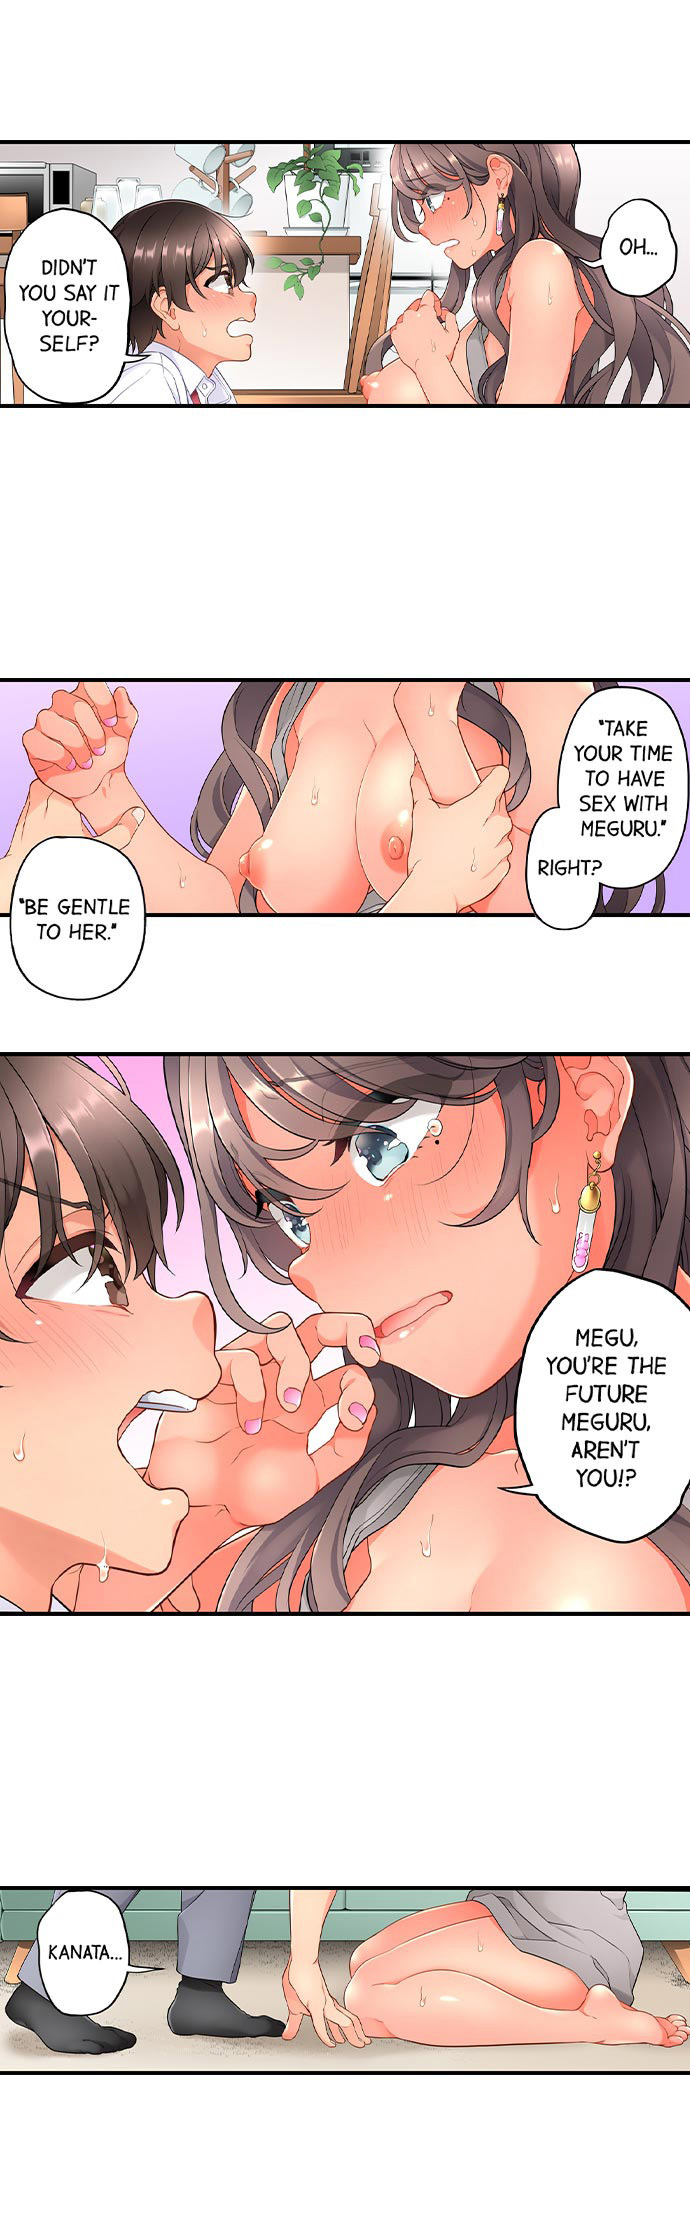 DIDN'T
YOU SAY IT
YOUR-
SELF?
OH...
"TAKE
YOUR TIME
TO HAVE
SEX WITH
MEGURU."
RIGHT?
"BE GENTLE
TO HER."
MEGU,
YOU'RE THE
FUTURE
MEGURU,
AREN'T
YOU!?
KANATA...